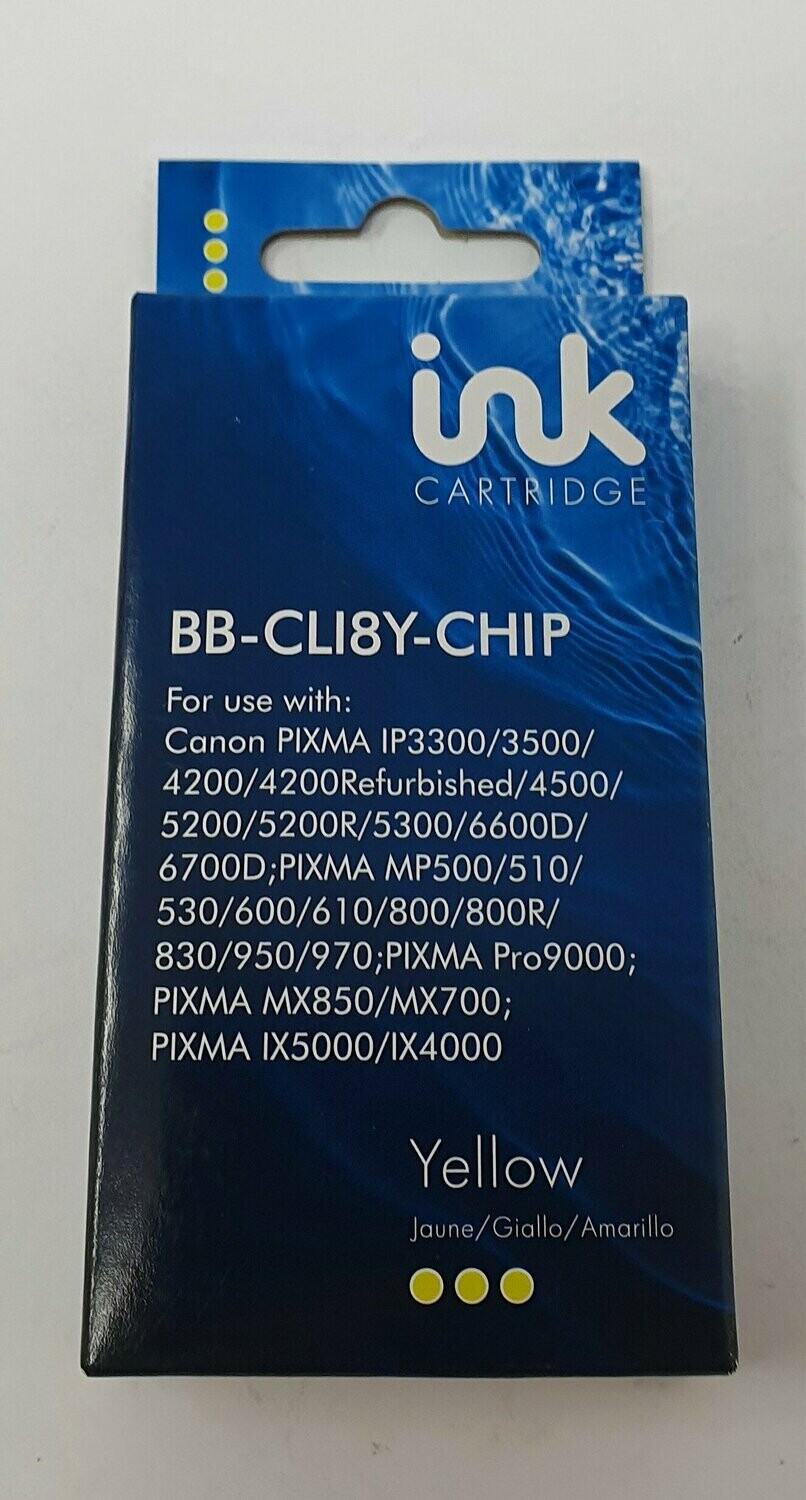 ink
CARTRIDGE
BB-CLI8Y-CHIP
For use with:
Canon PIXMA IP3300/3500/
4200/4200Refurbished/4500/
5200/5200R/5300/6600D/
6700D;PIXMA MP500/510/
530/600/610/800/800R/
830/950/970;PIXMA Pro9000;
PIXMA MX850/MX700;
PIXMA IX5000/IX4000
Yellow
Jaune/Giallo/Amarillo